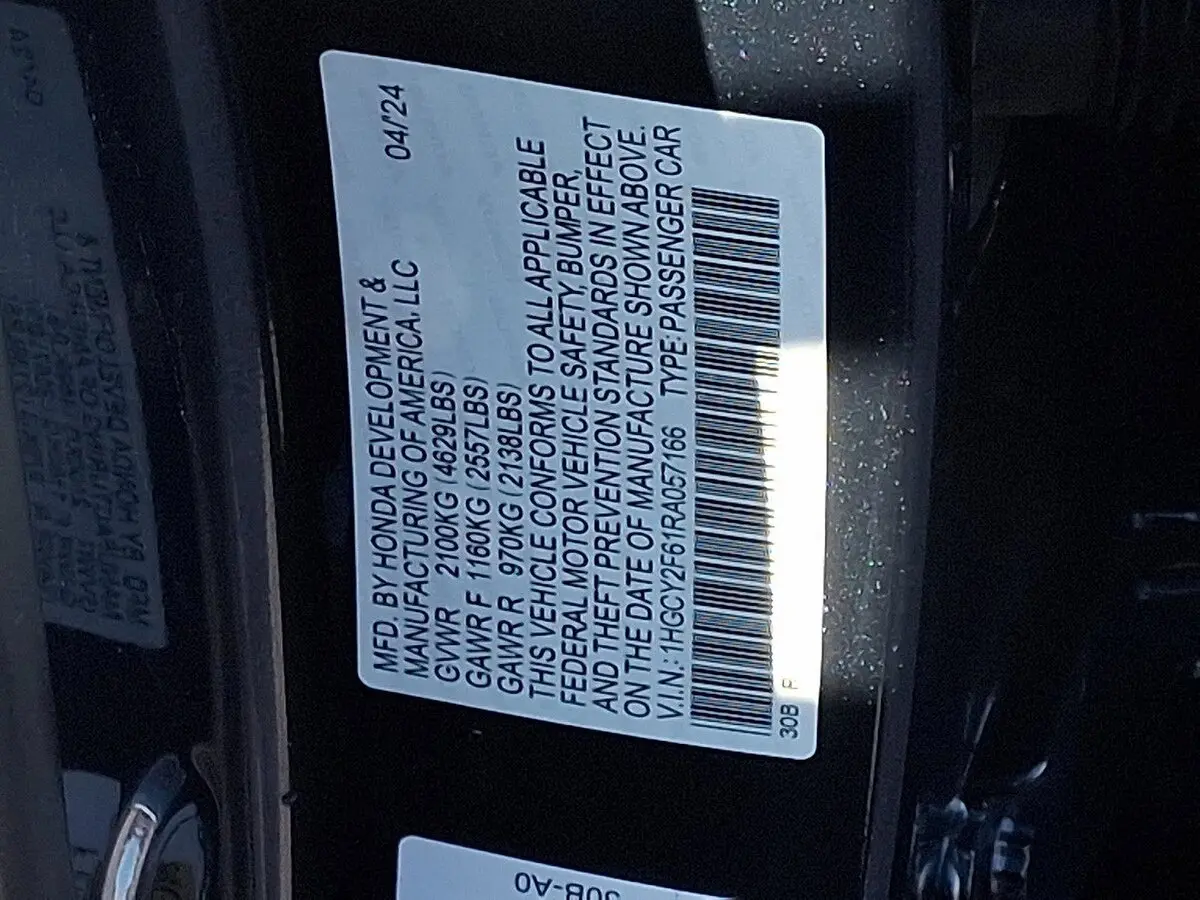 MFD. BY HONDA DEVELOPMENT &
MANUFACTURING OF AMERICA, LLC 04/'24
GVWR 2100KG (4629LBS)
GAWR F 1160KG (2557LBS)
GAWR R 970KG (2138LBS)
THIS VEHICLE CONFORMS TO ALL APPLICABLE
FEDERAL MOTOR VEHICLE SAFETY, BUMPER,
AND THEFT PREVENTION STANDARDS IN EFFECT
ON THE DATE OF MANUFACTURE SHOWN ABOVE.
V.I.N.: 1HGCY2F61RA057166 TYPE: PASSENGER CAR
30B
30B-A0